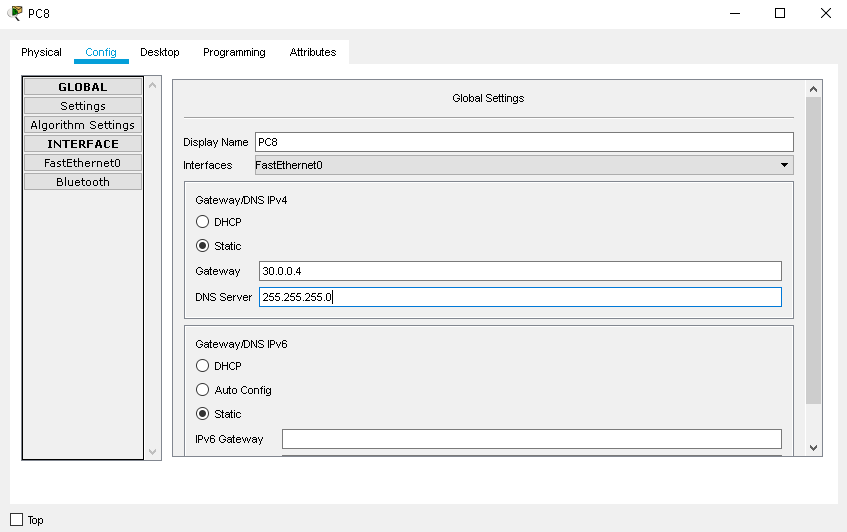 PC8
Physical Config Desktop Programming Attributes
GLOBAL
Settings
Algorithm Settings
INTERFACE
FastEthernet0
Bluetooth
Global Settings
Display Name PC8
Interfaces FastEthernet0
Gateway/DNS IPv4
DHCP
Static
Gateway 30.0.0.4
DNS Server 255.255.255.0
Gateway/DNS IPv6
DHCP
Auto Config
Static
IPv6 Gateway
Top